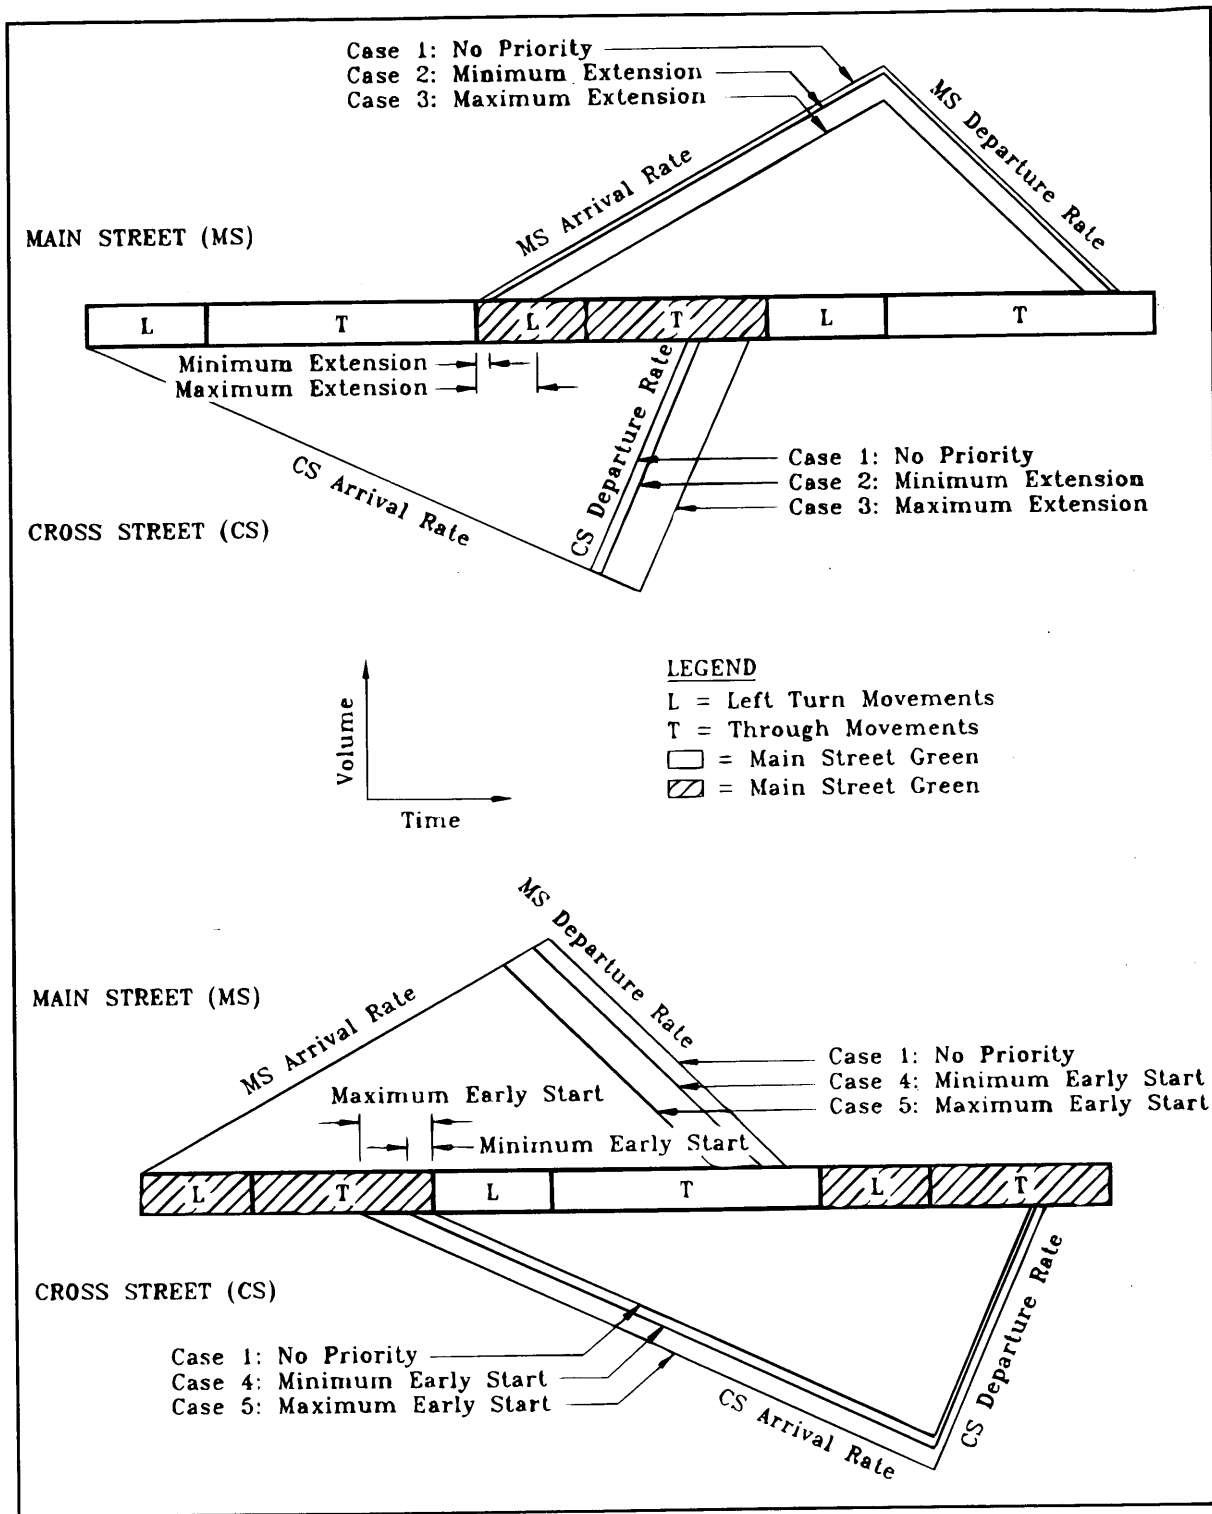 Case 1: No Priority
Case 2: Minimum Extension
Case 3: Maximum Extension
MS Departure Rate
MS Arrival Rate
MAIN STREET (MS)
L T L T L T
Minimum Extension
Maximum Extension
CS Departure Rate
CS Arrival Rate
Case 1: No Priority
Case 2: Minimum Extension
Case 3: Maximum Extension
CROSS STREET (CS)
Volume
Time
LEGEND
L = Left Turn Movements
T = Through Movements
= Main Street Green
= Main Street Green
MS Departure Rate
MAIN STREET (MS)
MS Arrival Rate
Case 1: No Priority
Case 4: Minimum Early Start
Case 5: Maximum Early Start
Maximum Early Start
Minimum Early Start
L T L T L T
CROSS STREET (CS)
CS Departure Rate
Case 1: No Priority
Case 4: Minimum Early Start
Case 5: Maximum Early Start
CS Arrival Rate